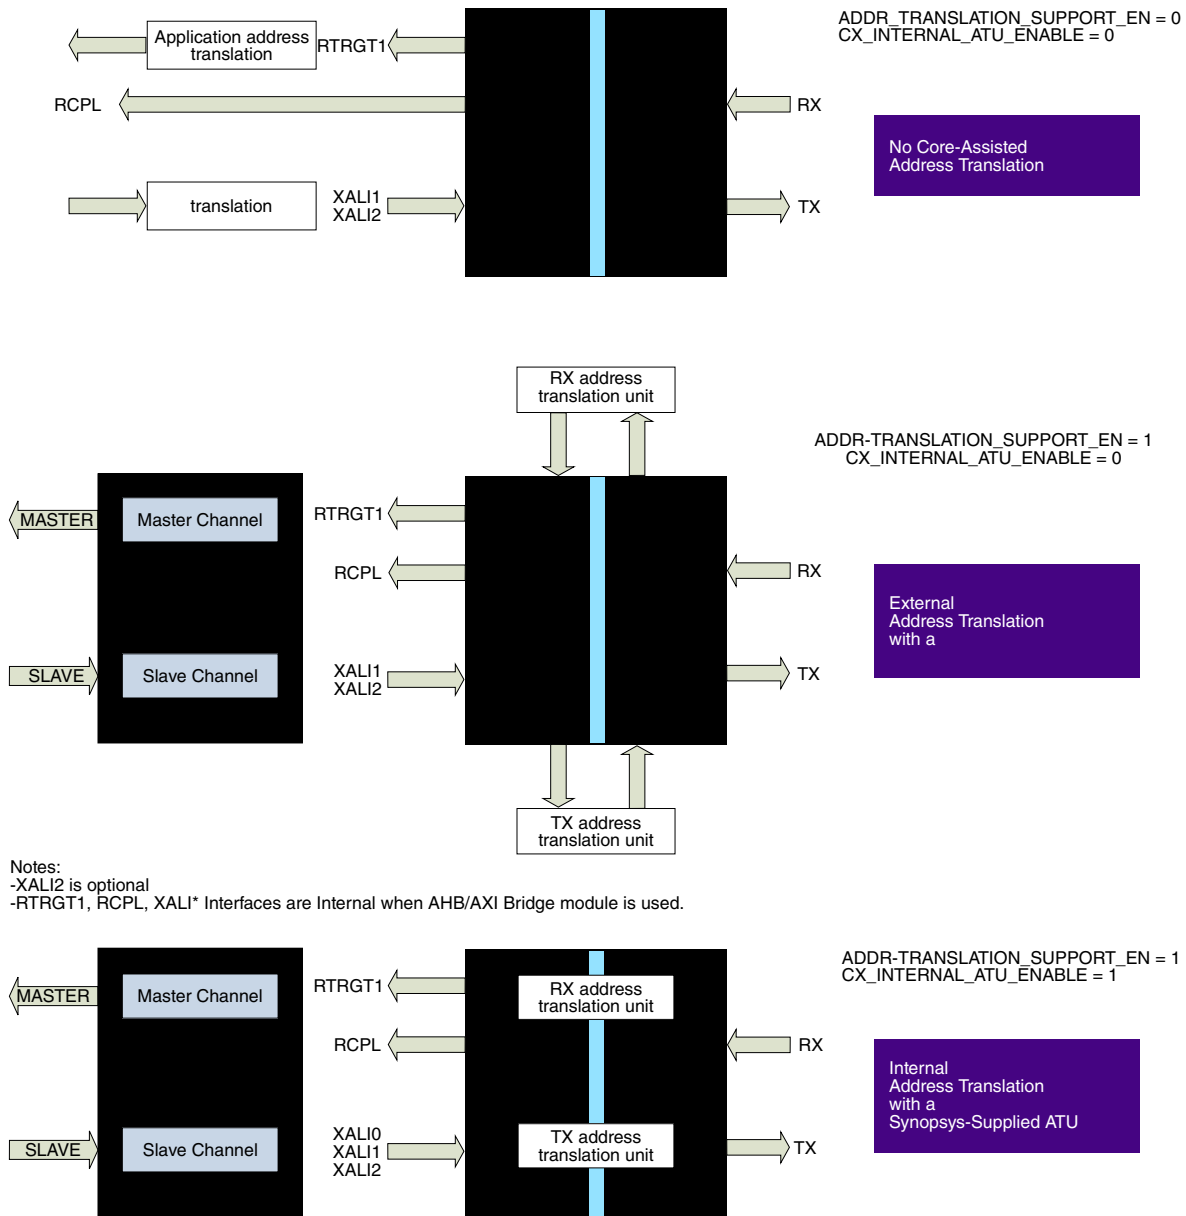 ADDR_TRANSLATION_SUPPORT_EN = 0
CX_INTERNAL_ATU_ENABLE = 0
Application address
translation
RTRGT1
RCPL
RX
No Core-Assisted
Address Translation
translation
XALI1
XALI2
TX
RX address
translation unit
ADDR-TRANSLATION_SUPPORT_EN = 1
CX_INTERNAL_ATU_ENABLE = 0
MASTER
Master Channel
RTRGT1
RCPL
RX
External
Address Translation
with a
SLAVE
Slave Channel
XALI1
XALI2
TX
TX address
translation unit
Notes:
-XALI2 is optional
-RTRGT1, RCPL, XALI* Interfaces are Internal when AHB/AXI Bridge module is used.
ADDR-TRANSLATION_SUPPORT_EN = 1
CX_INTERNAL_ATU_ENABLE = 1
MASTER
Master Channel
RTRGT1
RX address
translation unit
RCPL
RX
Internal
Address Translation
with a
Synopsys-Supplied ATU
SLAVE
Slave Channel
XALI0
XALI1
XALI2
TX address
translation unit
TX